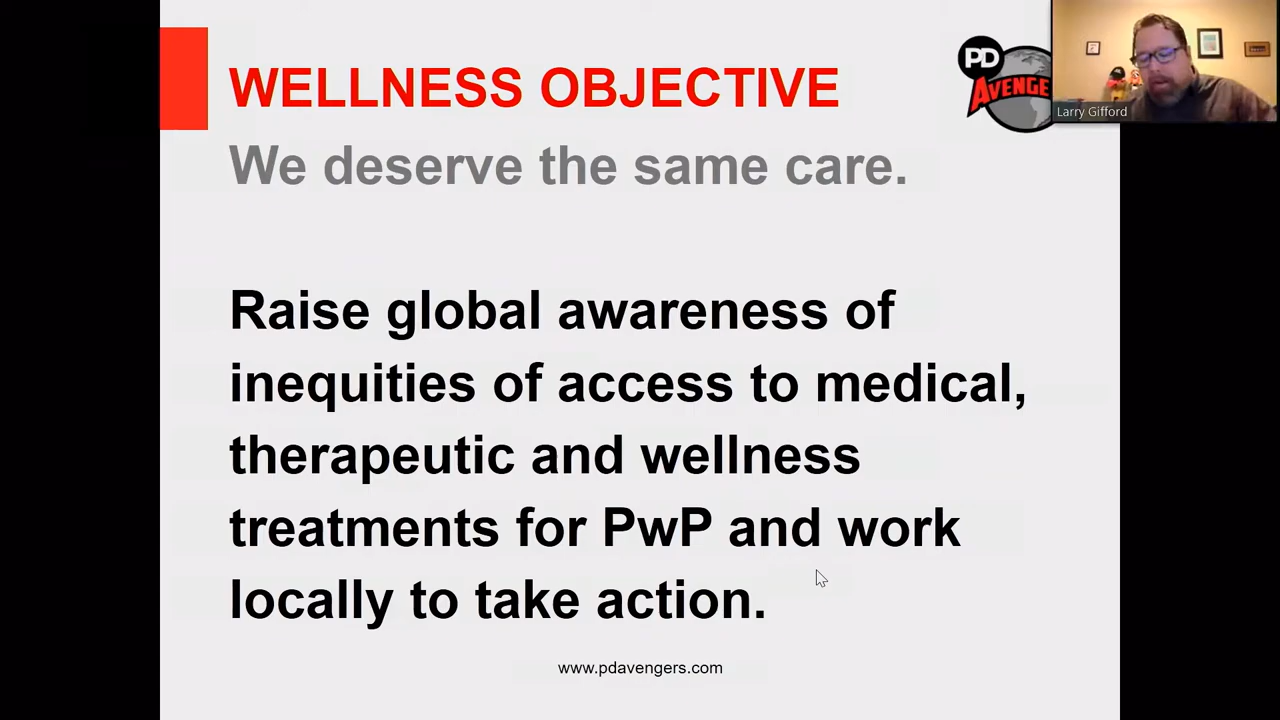 WELLNESS OBJECTIVE
We deserve the same care.
Raise global awareness of
inequities of access to medical,
therapeutic and wellness
treatments for PwP and work
locally to take action.
www.pdavengers.com
PD
AVENGE
Larry Gifford